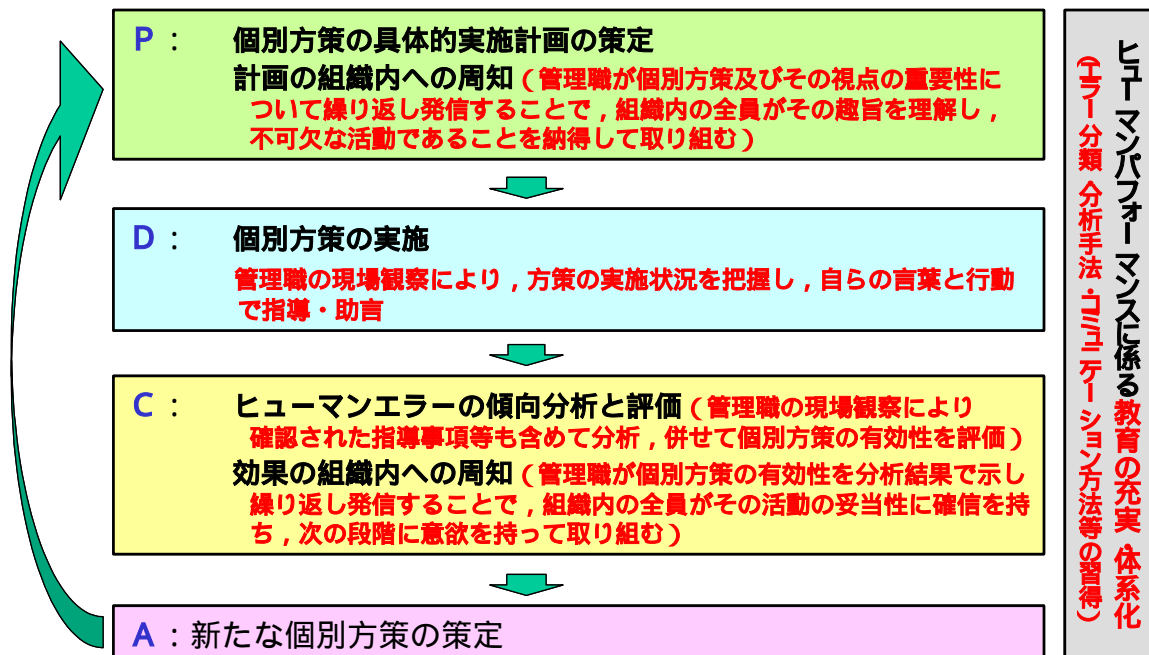 P： 個別方策の具体的実施計画の策定
計画の組織内への周知（管理職が個別方策及びその視点の重要性に
ついて繰り返し発信することで，組織内の全員がその趣旨を理解し，
不可欠な活動であることを納得して取り組む）
D： 個別方策の実施
管理職の現場観察により，方策の実施状況を把握し，自らの言葉と行動
で指導・助言
C： ヒューマンエラーの傾向分析と評価（管理職の現場観察により
確認された指導事項等も含めて分析，併せて個別方策の有効性を評価）
効果の組織内への周知（管理職が個別方策の有効性を分析結果で示し
繰り返し発信することで，組織内の全員がその活動の妥当性に確信を持
ち，次の段階に意欲を持って取り組む）
A：新たな個別方策の策定
ヒューマンパフォーマンスに係る教育の充実・体系化
（エラー分類・分析手法・コミュニケーション方法等の習得）